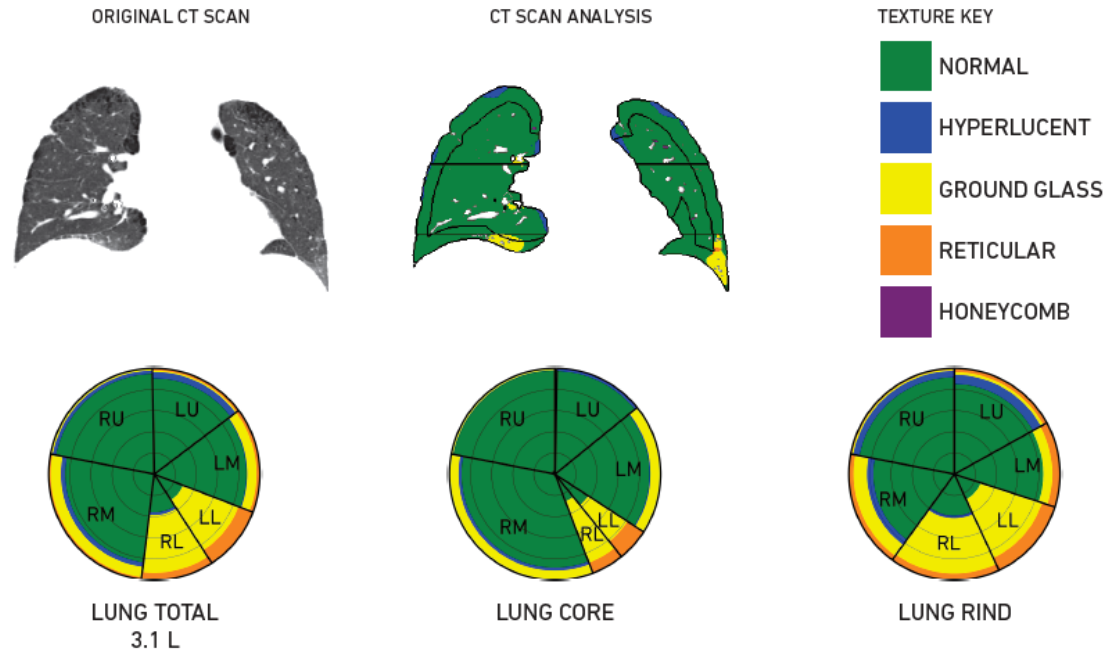 ORIGINAL CT SCAN
CT SCAN ANALYSIS
TEXTURE KEY
NORMAL
HYPERLUCENT
GROUND GLASS
RETICULAR
HONEYCOMB
RU
LU
LM
LL
RL
RM
LUNG TOTAL
3.1 L
RU
LU
LM
LL
RL
RM
LUNG CORE
RU
LU
LM
LL
RL
RM
LUNG RIND